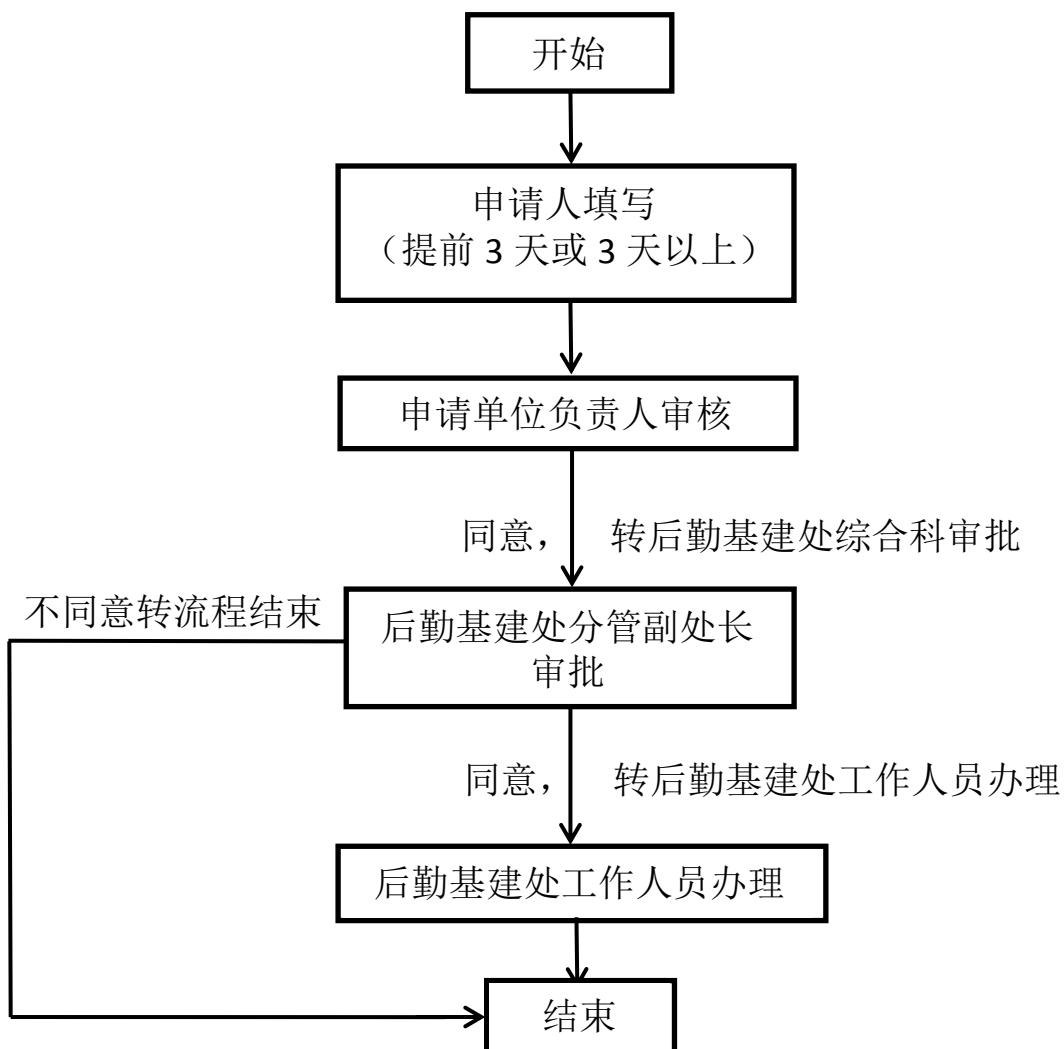 开始
申请人填写
（提前 3 天或 3 天以上）
申请单位负责人审核
同意， 转后勤基建处综合科审批
不同意转流程结束
后勤基建处分管副处长
审批
同意， 转后勤基建处工作人员办理
后勤基建处工作人员办理
结束